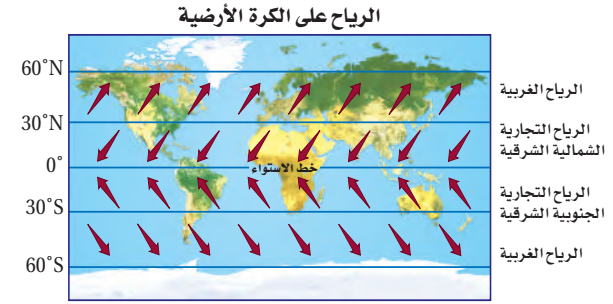 الرياح على الكرة الأرضية
60°N
الرياح الغربية
30°N
الرياح التجارية
الشمالية الشرقية
0°
خط الاستواء
الرياح التجارية
الجنوبية الشرقية
30°S
الرياح الغربية
60°S